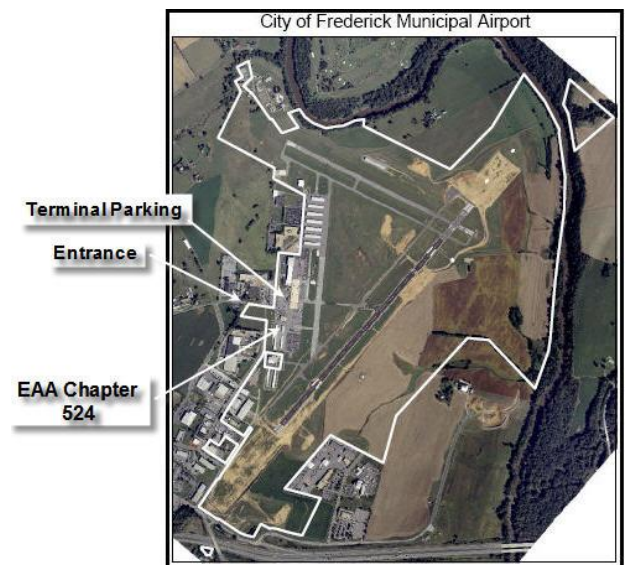 City of Frederick Municipal Airport
Terminal Parking
Entrance
EAA Chapter
524